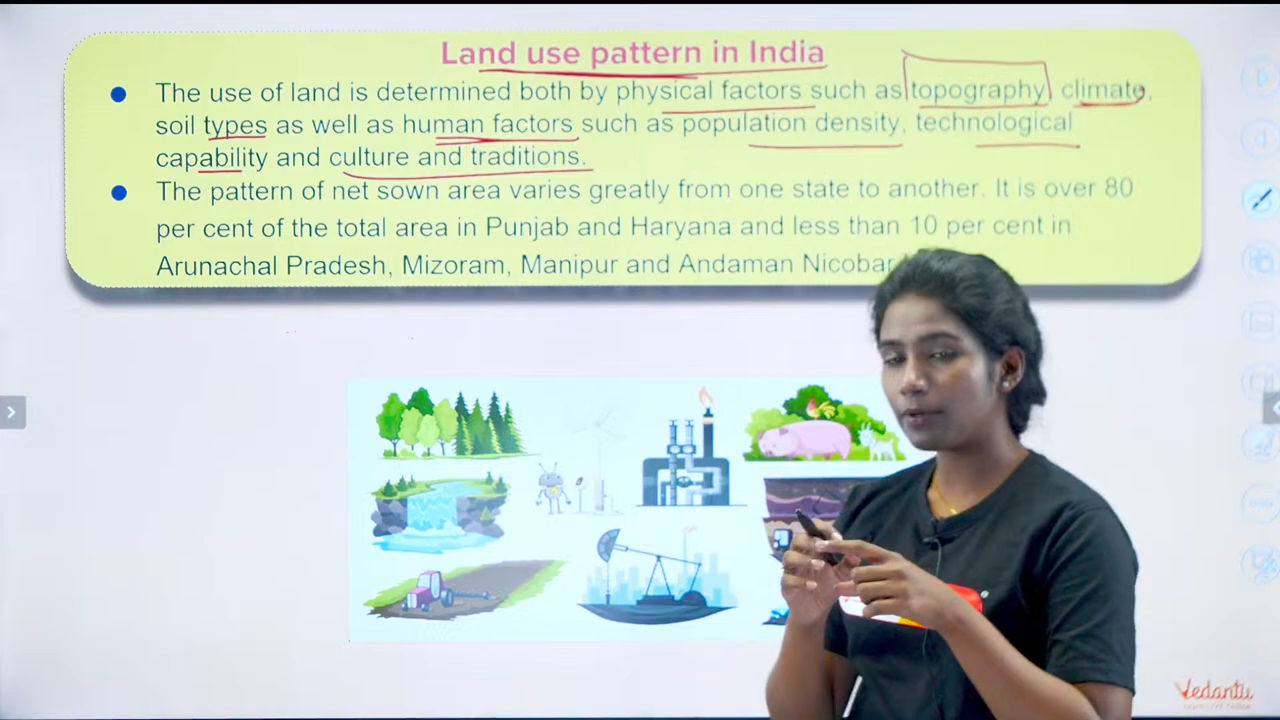 Land use pattern in India
The use of land is determined both by physical factors such as topography, climate,
soil types as well as human factors such as population density, technological
capability and culture and traditions.
The pattern of net sown area varies greatly from one state to another. It is over 80
per cent of the total area in Punjab and Haryana and less than 10 per cent in
Arunachal Pradesh, Mizoram, Manipur and Andaman Nicobar
Vedantu